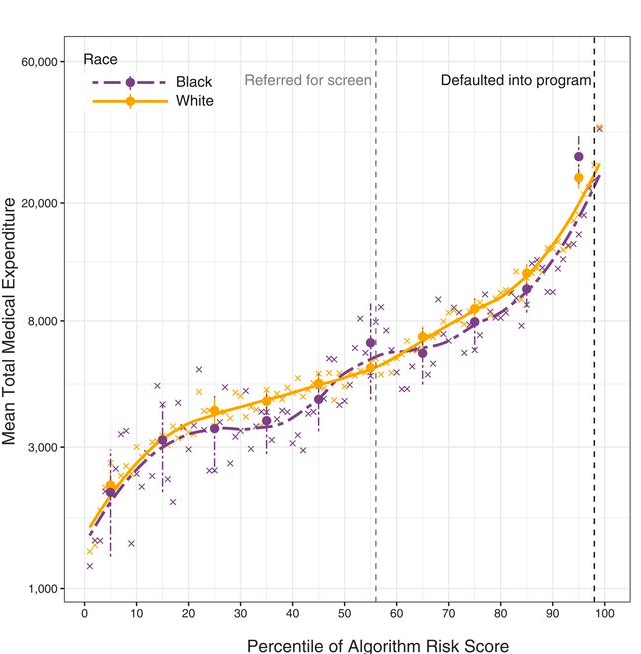 60,000
20,000
8,000
3,000
1,000
Mean Total Medical Expenditure
Race
Black
White
Referred for screen
Defaulted into program
0 10 20 30 40 50 60 70 80 90 100
Percentile of Algorithm Risk Score